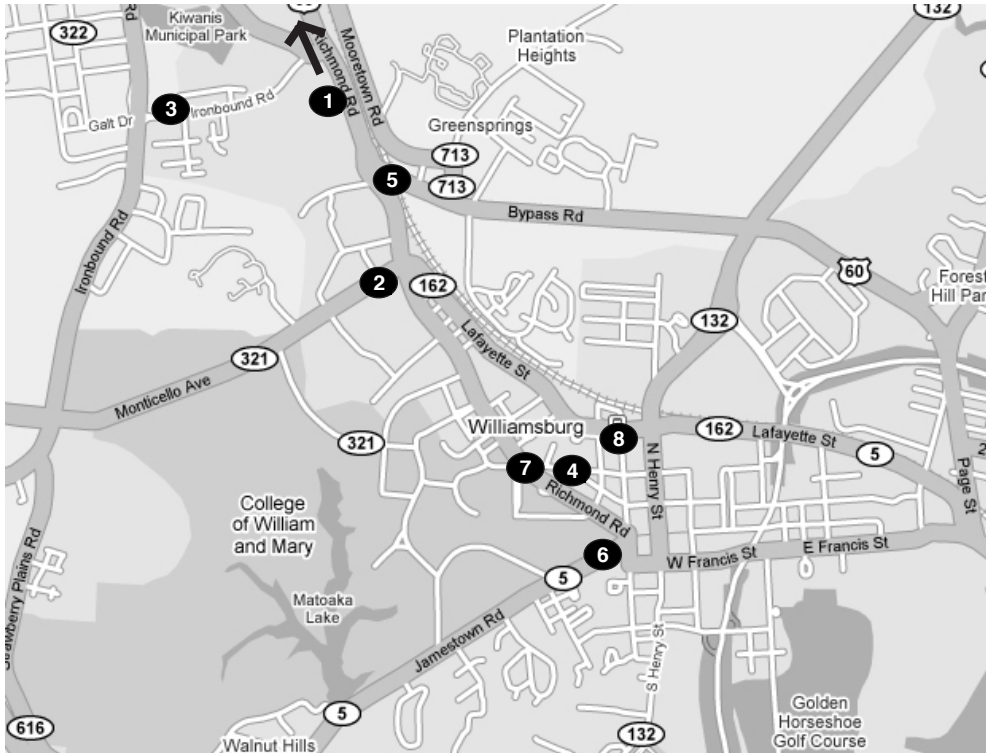 Kiwanis
Municipal Park
322
Rd
Richmond Rd
Mooretown Rd
132
Plantation
Heights
1
3
Ironbound Rd
Galt Dr
Greensprings
713
713
5
Bypass Rd
Ironbound Rd
2
162
60
Forest
Hill Par
132
Lafayette St
321
Monticello Ave
Williamsburg
8
162
Lafayette St
321
5
7
4
N Henry St
Page St
Richmond Rd
College
of William
and Mary
6
W Francis St
E Francis St
5
Strawberry Plains Rd
Matoaka
Lake
Jamestown Rd
S Henry St
5
616
Walnut Hills
132
Golden
Horseshoe
Golf Course